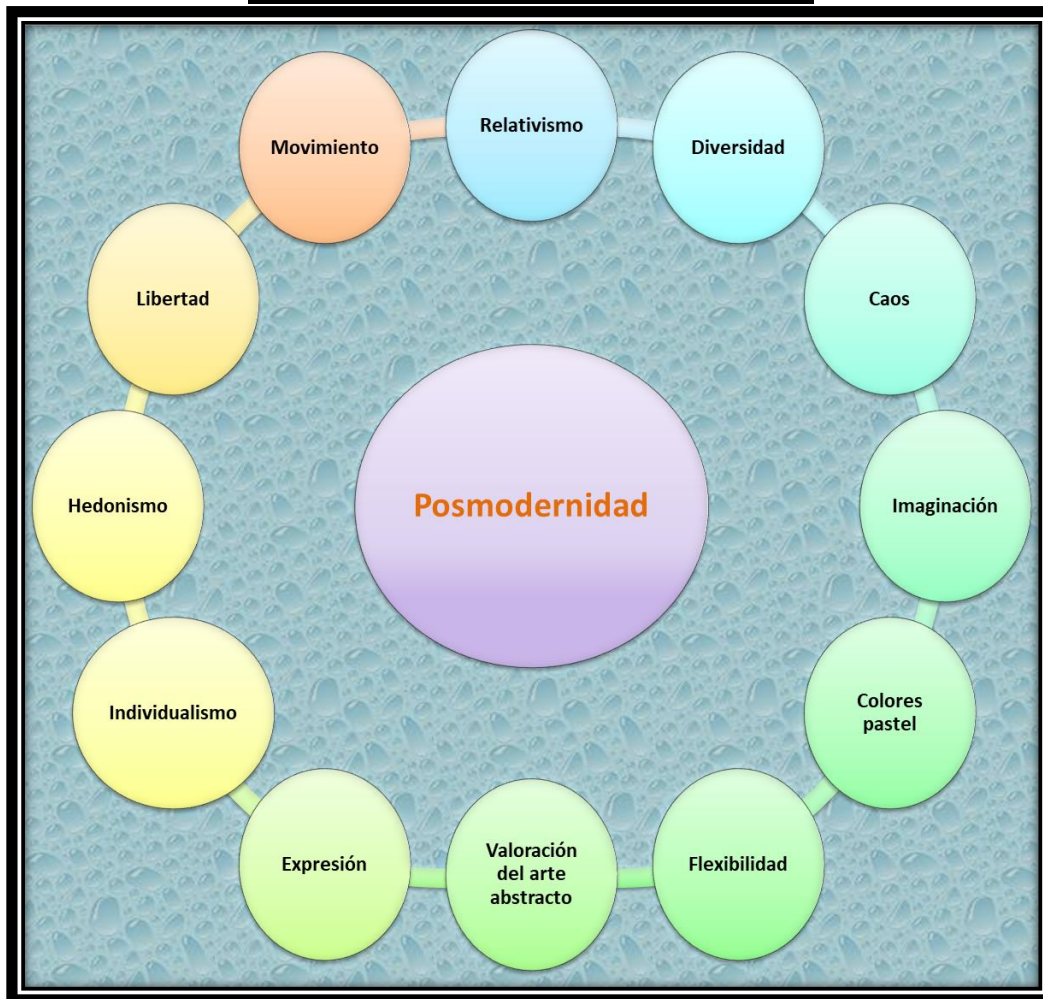 Relativismo
Diversidad
Caos
Imaginación
Colores
pastel
Flexibilidad
Valoración
del arte
abstracto
Expresión
Individualismo
Hedonismo
Libertad
Movimiento
Posmodernidad